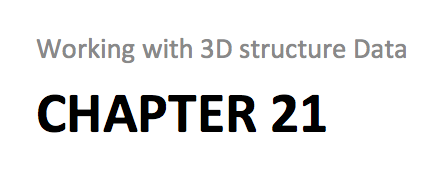 Working with 3D structure Data
CHAPTER 21